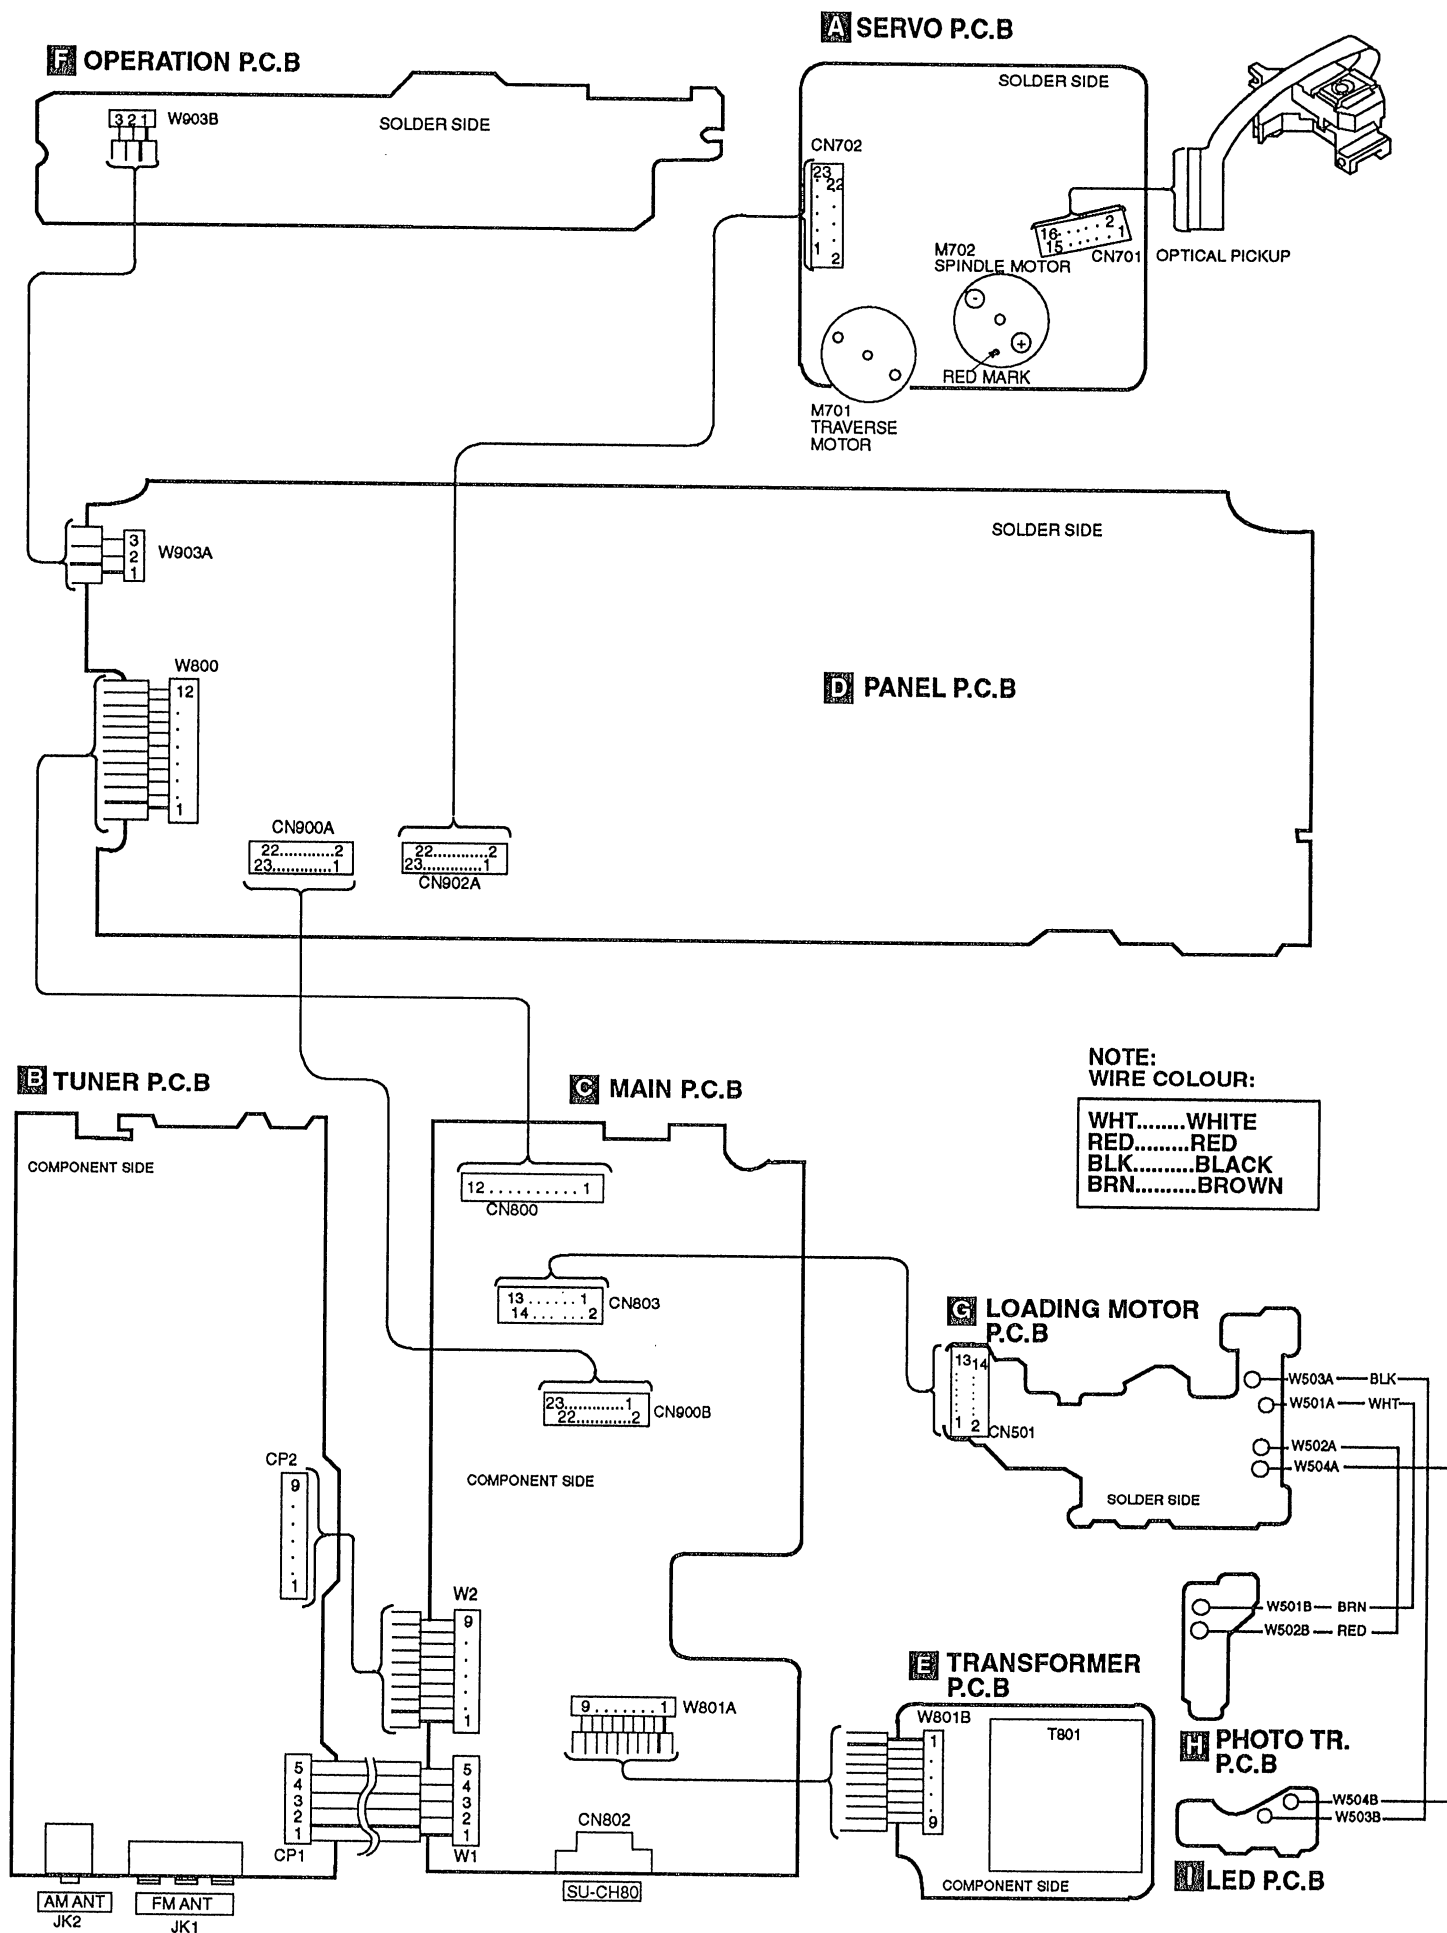 A SERVO P.C.B
F OPERATION P.C.B
SOLDER SIDE
3 2 1
W903B
SOLDER SIDE
CN702
23
22
1
2
16......2
15......1
CN701
OPTICAL PICKUP
M702
SPINDLE MOTOR
-
+
RED MARK
M701
TRAVERSE
MOTOR
SOLDER SIDE
3
2
1
W903A
W800
12
.
.
.
.
.
1
D PANEL P.C.B
CN900A
22............2
23.............1
22............2
23.............1
CN902A
NOTE:
WIRE COLOUR:
WHT........WHITE
RED.........RED
BLK..........BLACK
BRN..........BROWN
B TUNER P.C.B
C MAIN P.C.B
COMPONENT SIDE
12..........1
CN800
13......1
14......2
CN803
G LOADING MOTOR
P.C.B
13 14
1 2
CN501
W503A BLK
W501A WHT
W502A
W504A
SOLDER SIDE
23.............1
22............2
CN900B
COMPONENT SIDE
CP2
9
.
.
.
.
.
1
W2
9
.
.
.
.
.
1
W501B BRN
W502B RED
H PHOTO TR.
P.C.B
E TRANSFORMER
P.C.B
9.......1
W801A
W801B
1
.
.
.
.
9
T801
COMPONENT SIDE
W504B
W503B
I LED P.C.B
5
4
3
2
1
CP1
5
4
3
2
1
W1
CN802
SU-CH80
AM ANT
JK2
FM ANT
JK1